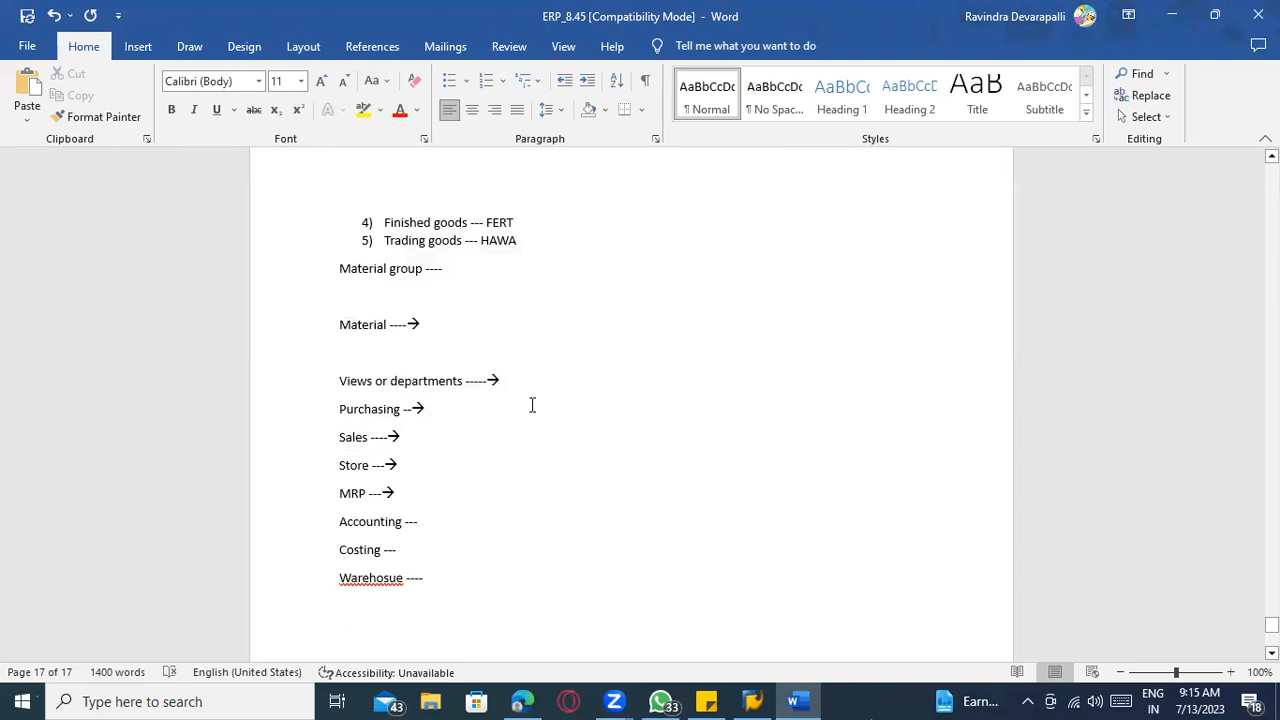 ERP_8.45 [Compatibility Mode] - Word
Ravindra Devarapalli
File Home Insert Draw Design Layout References Mailings Review View Help Tell me what you want to do
Paste
Cut
Copy
Format Painter
Clipboard
Calibri (Body) 11
Font
Paragraph
AaBbCcDc AaBbCcDc AaBbCc AaBbCcD AaB AaBbCcD
¶ Normal ¶ No Spac... Heading 1 Heading 2 Title Subtitle
Styles
Find
Replace
Select
Editing
4) Finished goods --- FERT
5) Trading goods --- HAWA
Material group ----
Material ----→
Views or departments -----→
Purchasing --→
Sales ----→
Store ---→
MRP ---→
Accounting ---
Costing ---
Warehosue ----
Page 17 of 17 1400 words English (United States) Accessibility: Unavailable 100%
Type here to search
43
33
Earn...
ENG
IN
9:15 AM
7/13/2023
18